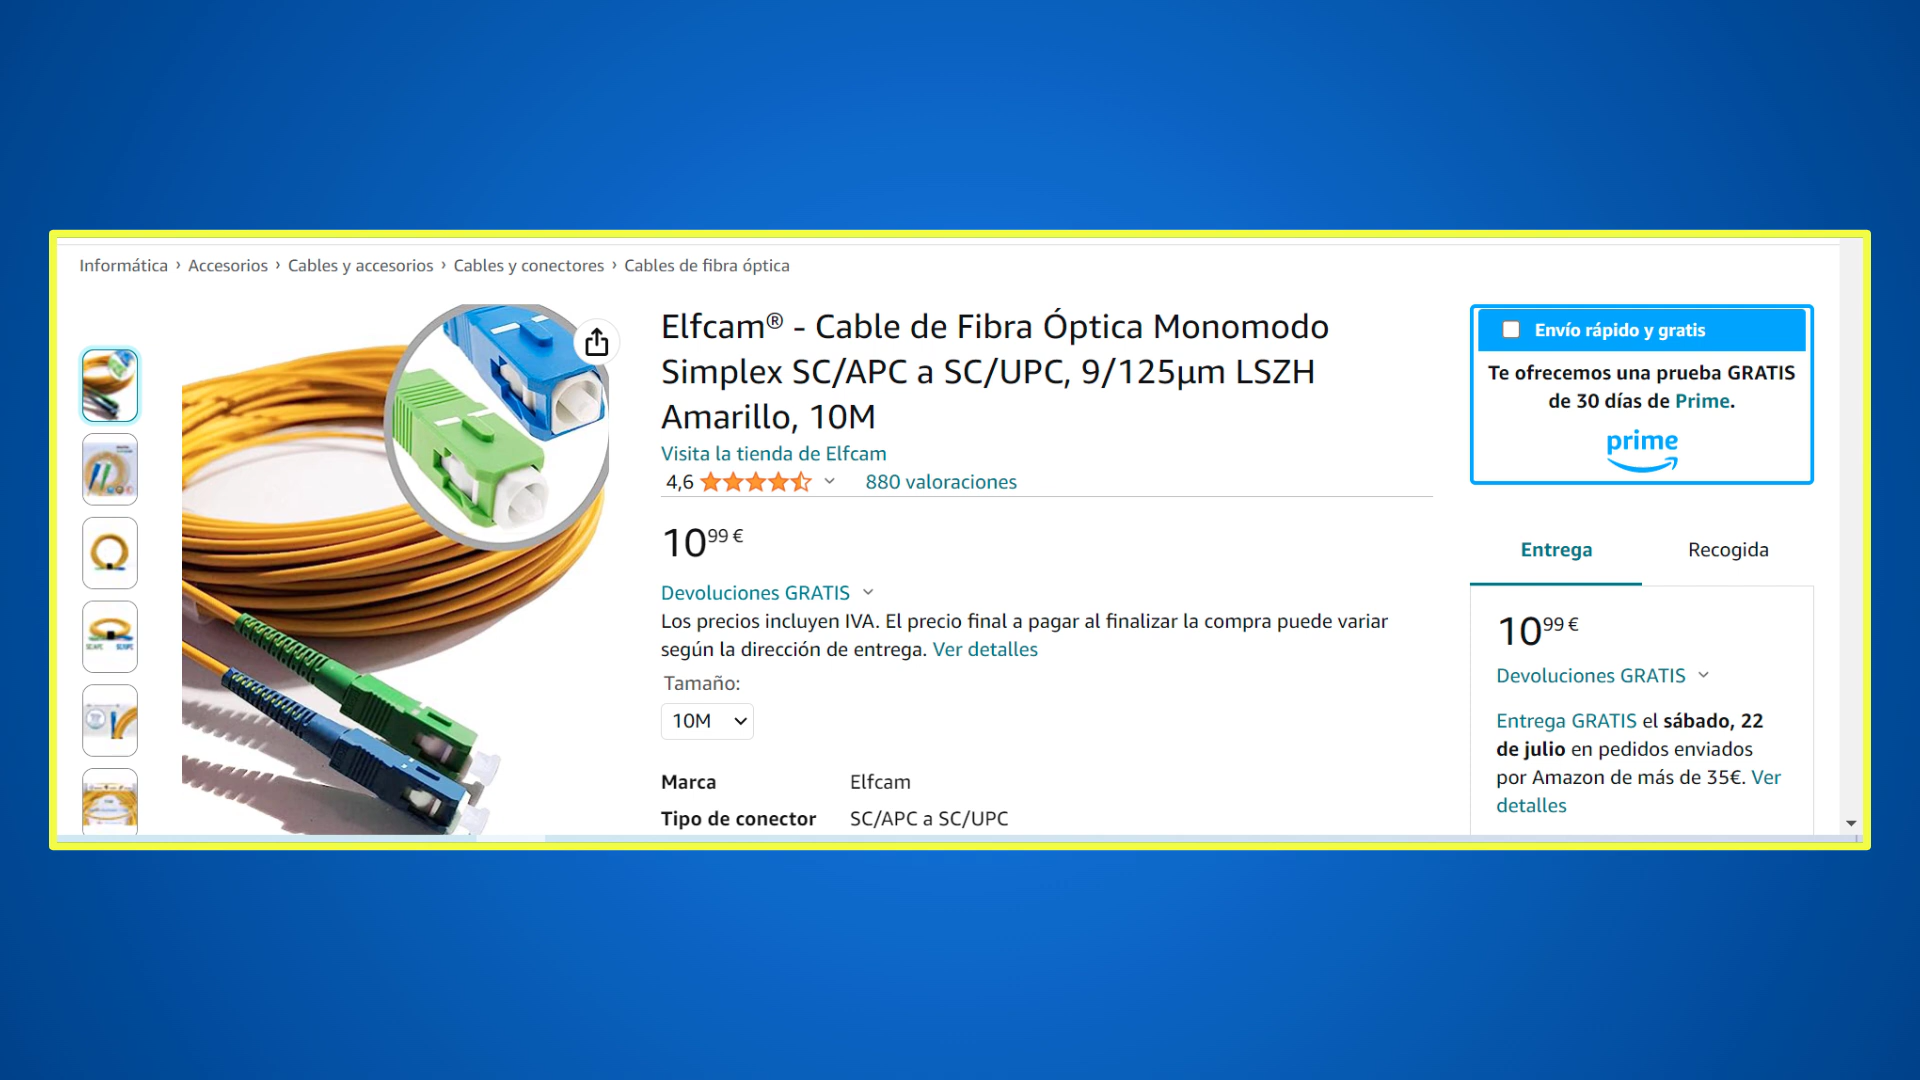 Informática › Accesorios › Cables y accesorios › Cables y conectores › Cables de fibra óptica
Elfcam® - Cable de Fibra Óptica Monomodo
Simplex SC/APC a SC/UPC, 9/125μm LSZH
Amarillo, 10M
Visita la tienda de Elfcam
4,6
880 valoraciones
10 99 €
Devoluciones GRATIS
Los precios incluyen IVA. El precio final a pagar al finalizar la compra puede variar
según la dirección de entrega. Ver detalles
Tamaño:
10M
Marca Elfcam
Tipo de conector SC/APC a SC/UPC
Envío rápido y gratis
Te ofrecemos una prueba GRATIS
de 30 días de Prime.
prime
Entrega Recogida
10 99 €
Devoluciones GRATIS
Entrega GRATIS el sábado, 22
de julio en pedidos enviados
por Amazon de más de 35€. Ver
detalles